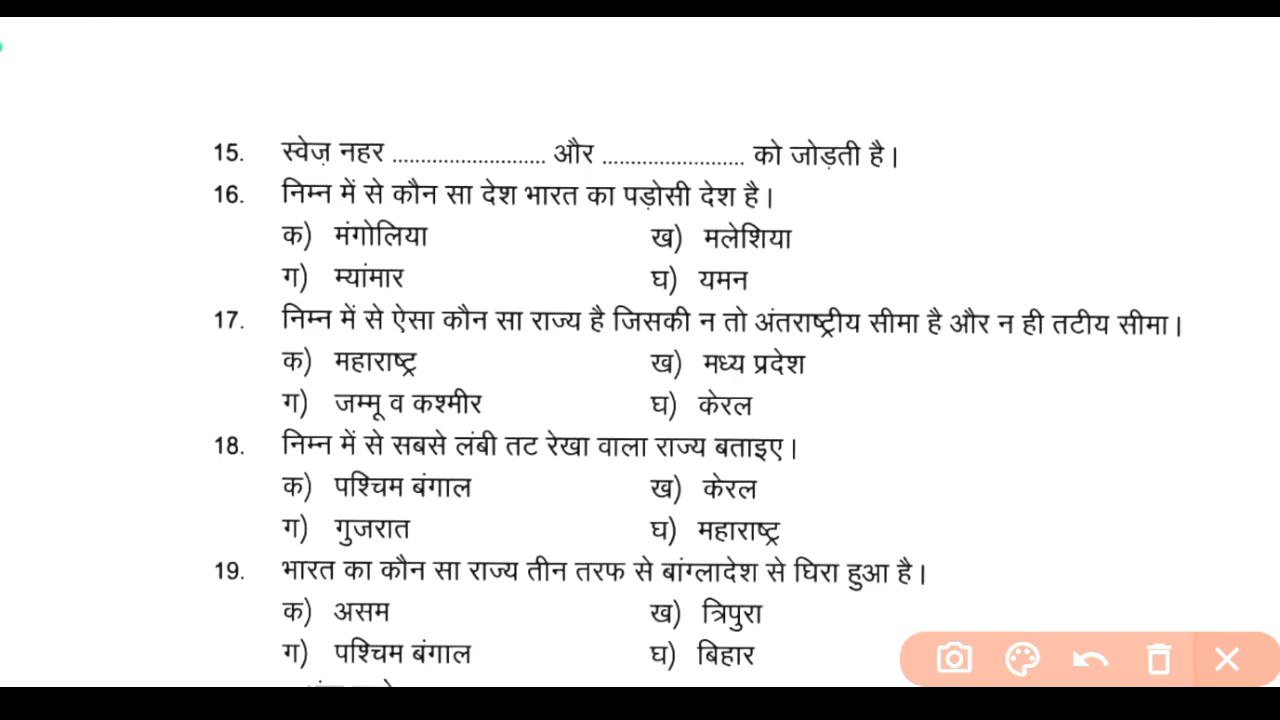 15. स्वेज़ नहर ........................... और ......................... को जोड़ती है।
16. निम्न में से कौन सा देश भारत का पड़ोसी देश है।
क) मंगोलिया ख) मलेशिया
ग) म्यांमार घ) यमन
17. निम्न में से ऐसा कौन सा राज्य है जिसकी न तो अंतराष्ट्रीय सीमा है और न ही तटीय सीमा।
क) महाराष्ट्र ख) मध्य प्रदेश
ग) जम्मू व कश्मीर घ) केरल
18. निम्न में से सबसे लंबी तट रेखा वाला राज्य बताइए।
क) पश्चिम बंगाल ख) केरल
ग) गुजरात घ) महाराष्ट्र
19. भारत का कौन सा राज्य तीन तरफ से बांग्लादेश से घिरा हुआ है।
क) असम ख) त्रिपुरा
ग) पश्चिम बंगाल घ) बिहार